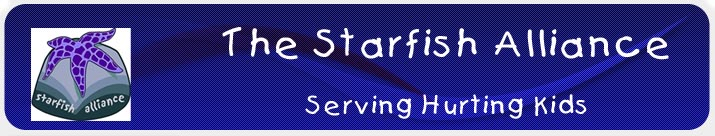 The Starfish Alliance
Serving Hurting Kids
starfish alliance